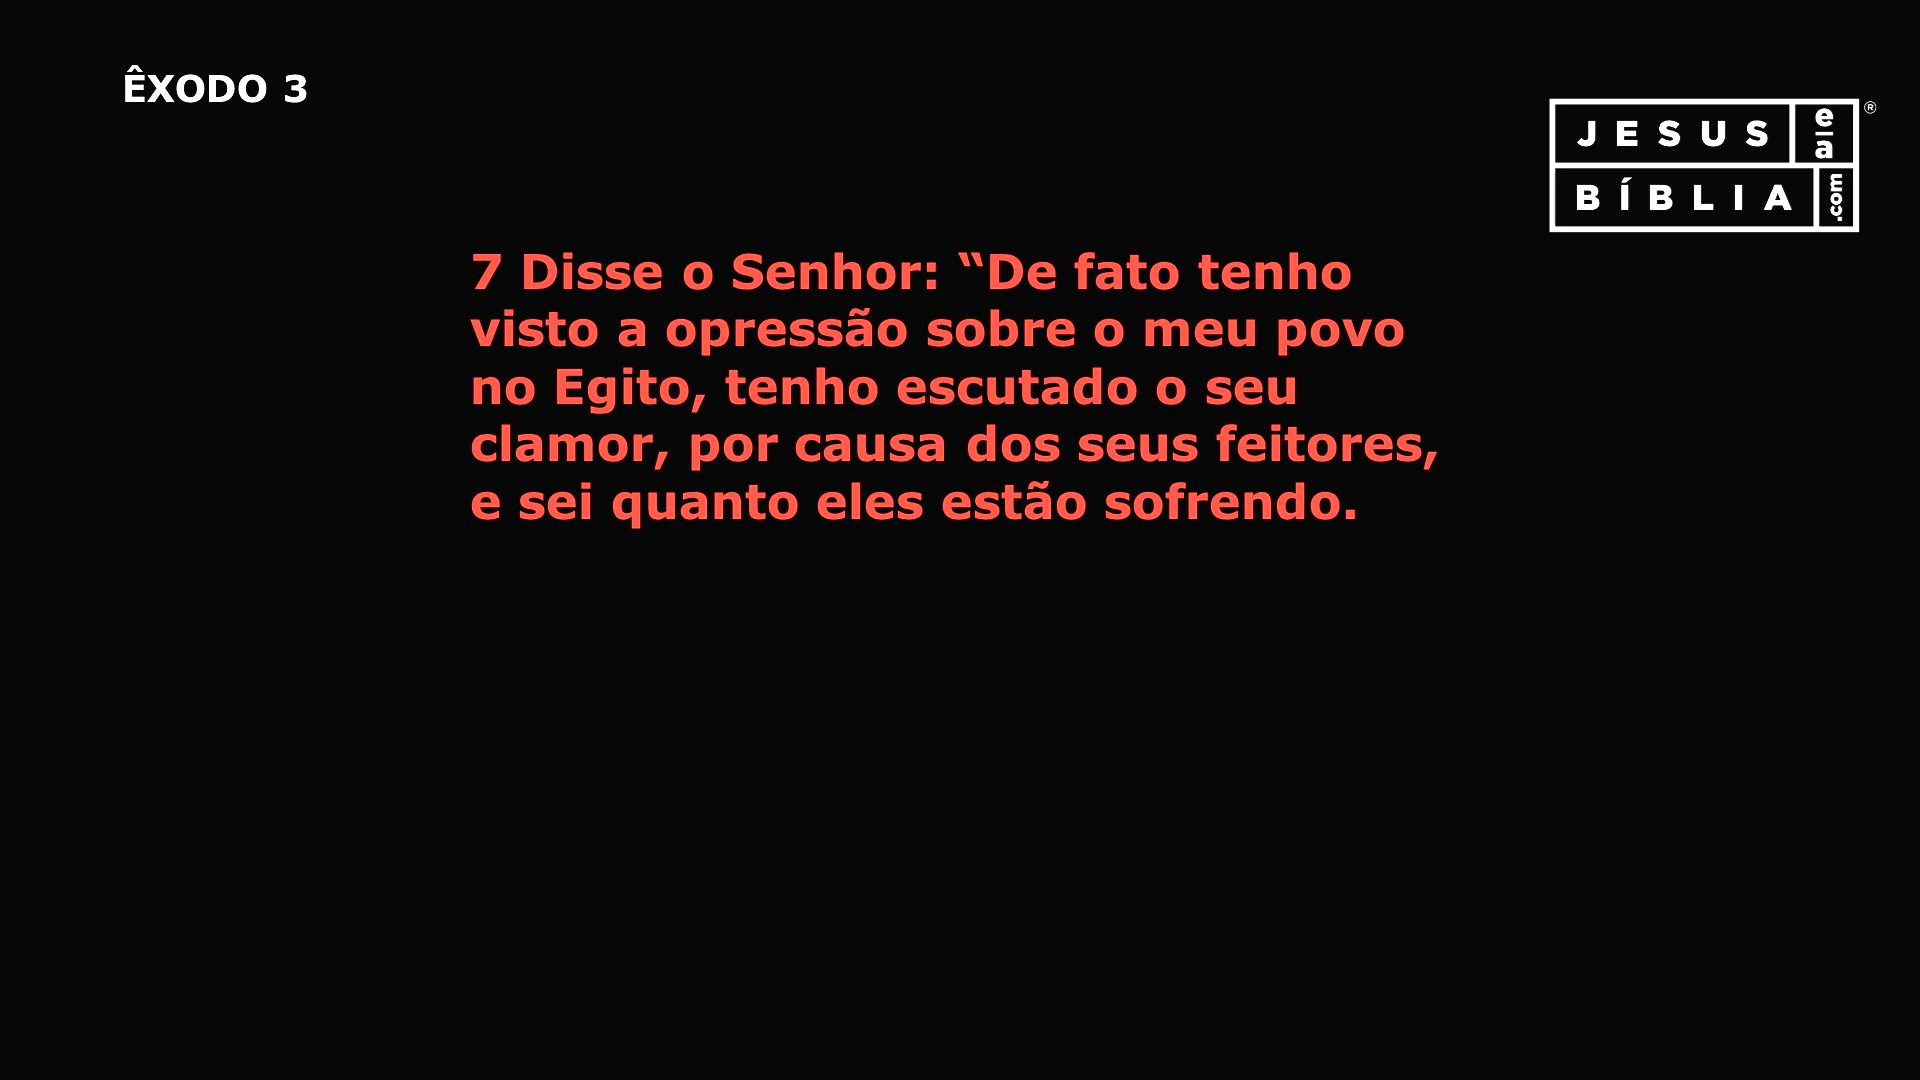 ÊXODO 3
JESUS e a
BÍBLIA .com
®
7 Disse o Senhor: “De fato tenho
visto a opressão sobre o meu povo
no Egito, tenho escutado o seu
clamor, por causa dos seus feitores,
e sei quanto eles estão sofrendo.